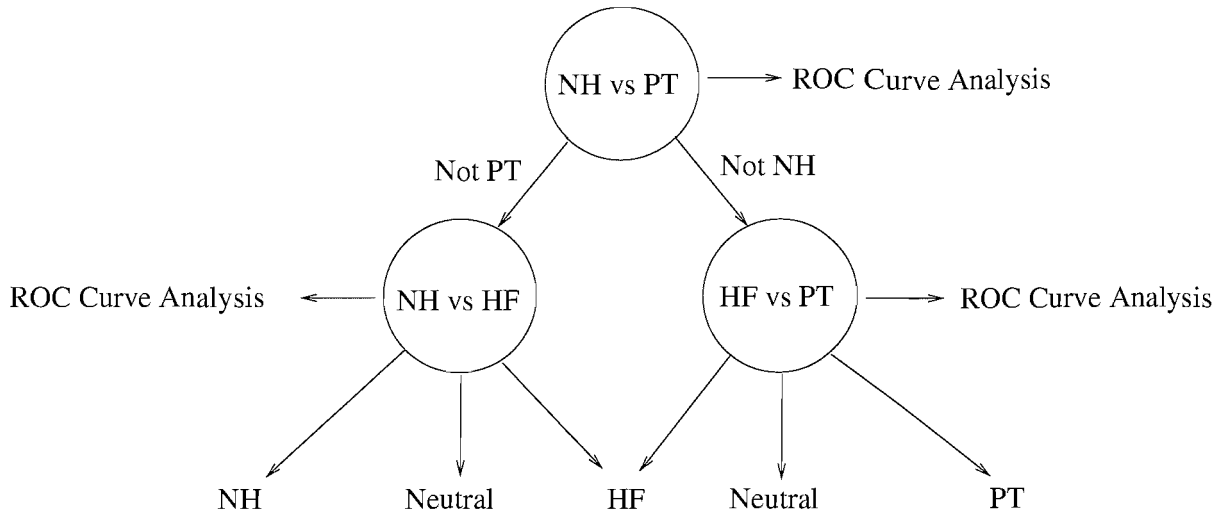 NH vs PT
ROC Curve Analysis
Not PT
Not NH
ROC Curve Analysis
NH vs HF
HF vs PT
ROC Curve Analysis
NH
Neutral
HF
Neutral
PT